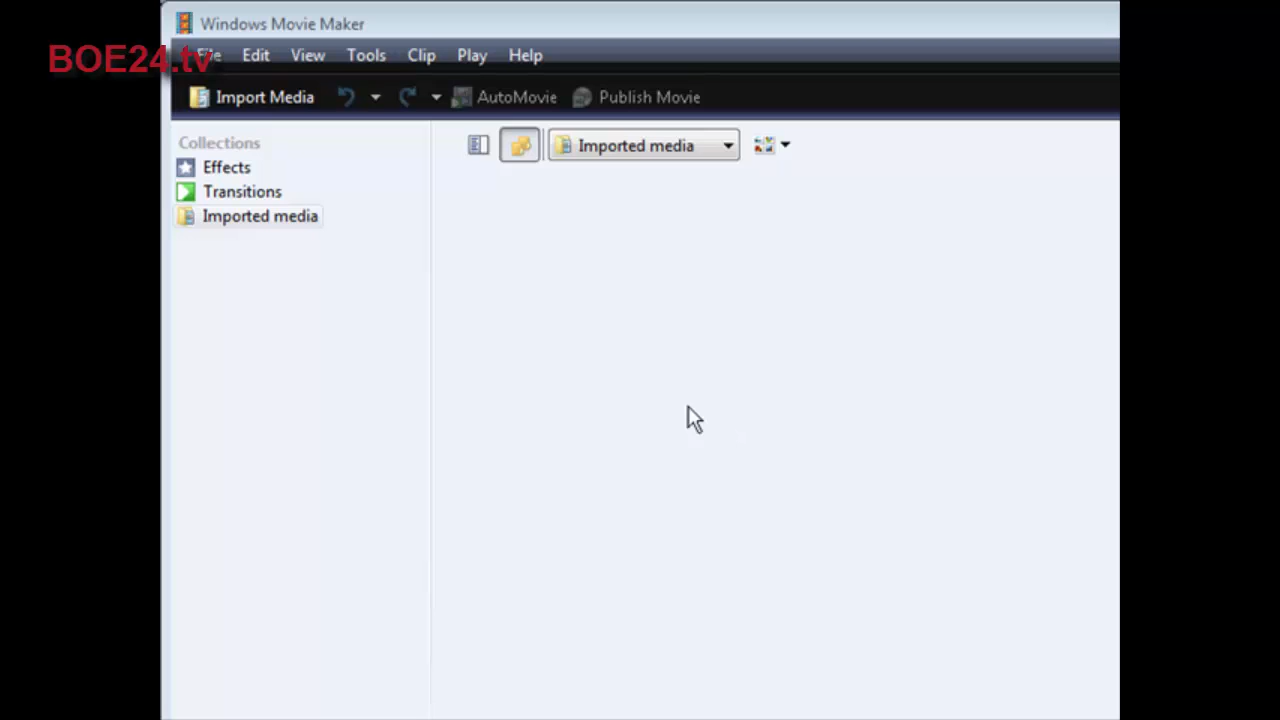 Windows Movie Maker
BOE24.tv
File Edit View Tools Clip Play Help
Import Media AutoMovie Publish Movie
Collections
Imported media
Effects
Transitions
Imported media